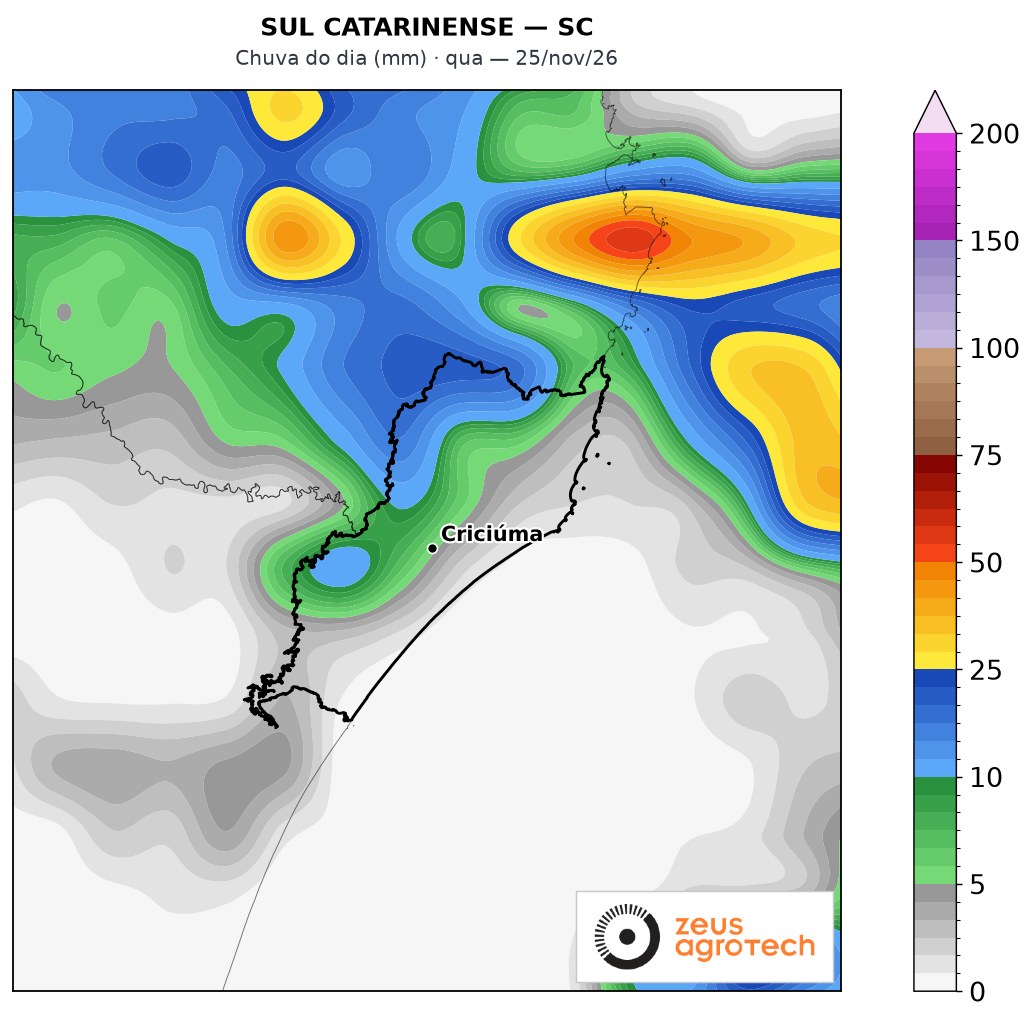 SUL CATARINENSE — SC
Chuva do dia (mm) · qua — 25/nov/26
200
150
100
75
50
25
10
5
0
Criciúma
zeus
agroтech